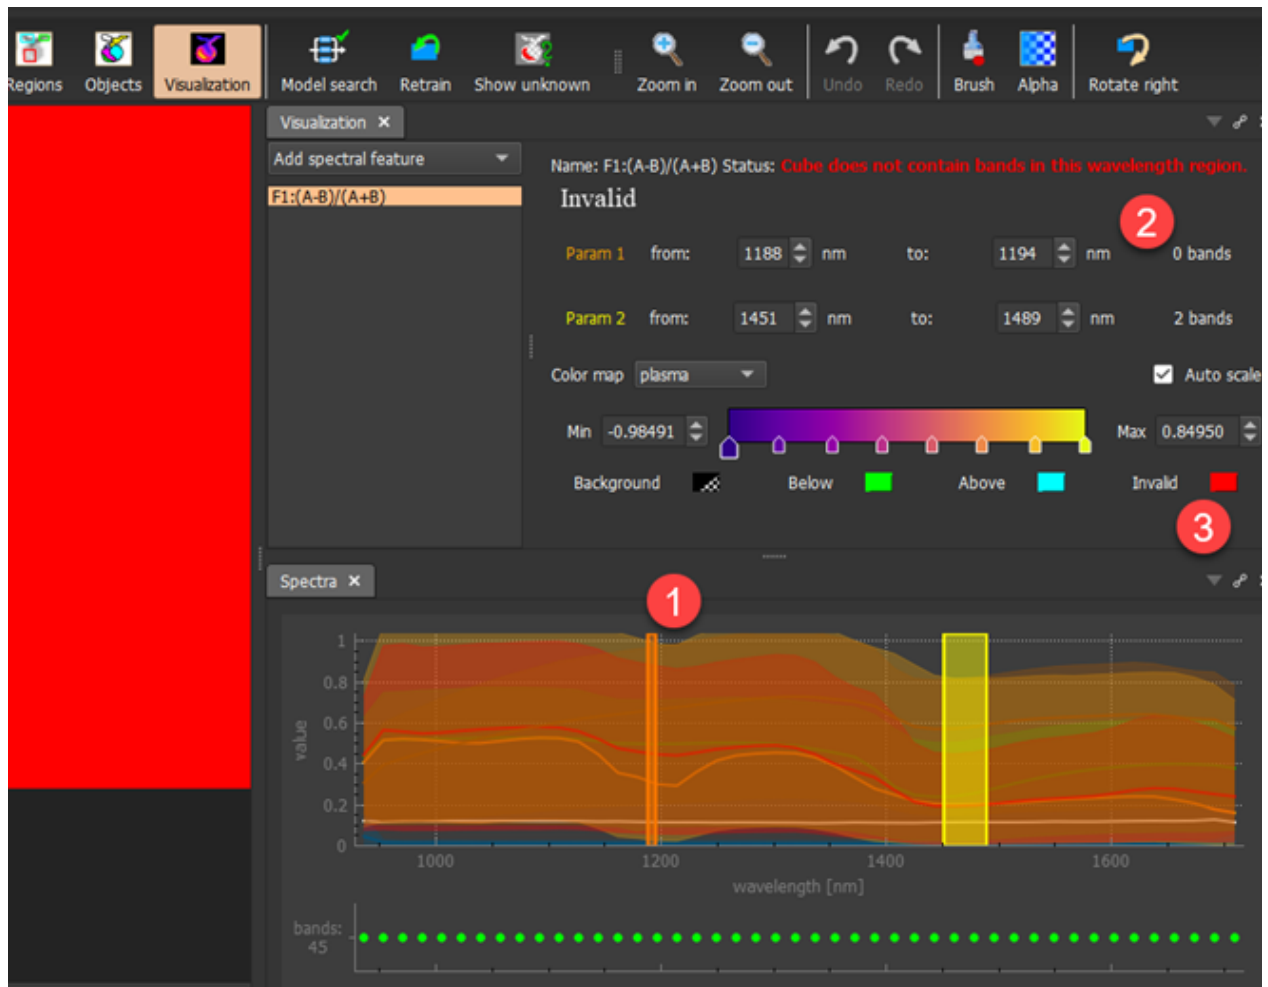 Regions Objects Visualization Model search Retrain Show unknown Zoom in Zoom out Undo Redo Brush Alpha Rotate right
Visualization
Add spectral feature
F1:(A-B)/(A+B)
Name: F1:(A-B)/(A+B) Status: Cube does not contain bands in this wavelength region.
Invalid
2
Param 1 from: 1188 nm to: 1194 nm 0 bands
Param 2 from: 1451 nm to: 1489 nm 2 bands
Color map plasma Auto scale
Min -0.98491 Max 0.84950
Background Below Above Invalid
3
Spectra
1
1
0.8
0.6
0.4
0.2
0
value
1000 1200 1400 1600
wavelength [nm]
bands:
45